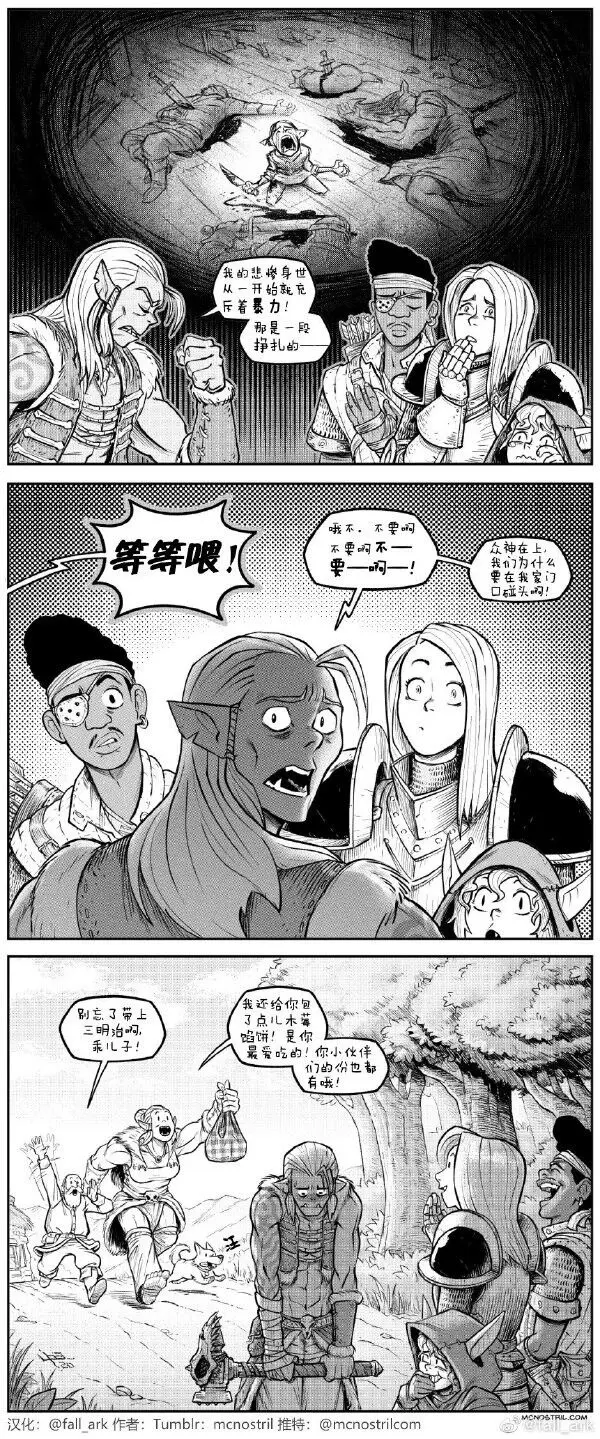 我的悲惨身世
从一开始就充
斥着暴力！
那是一段
挣扎的——
等等喂！
哦不，不要啊
不要啊不——
要—啊—！
众神在上，
我们为什么
要在我家门
口碰头啊！
别忘了带上
三明治啊，
乖儿子！
我还给你包
了点儿木莓
馅饼！是你
最爱吃的！你小伙伴
们的份也都
有哦！
汪
MCNOSTRIL.COM
汉化：@fall_ark 作者：Tumblr：mcnostril 推特：@mcnostrilcom
@fall_ark